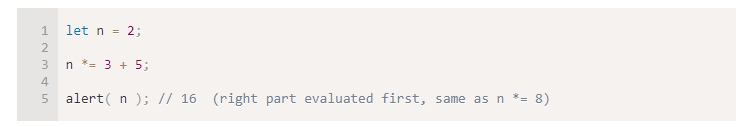 1 let n = 2;
2
3 n *= 3 + 5;
4
5 alert( n ); // 16  (right part evaluated first, same as n *= 8)